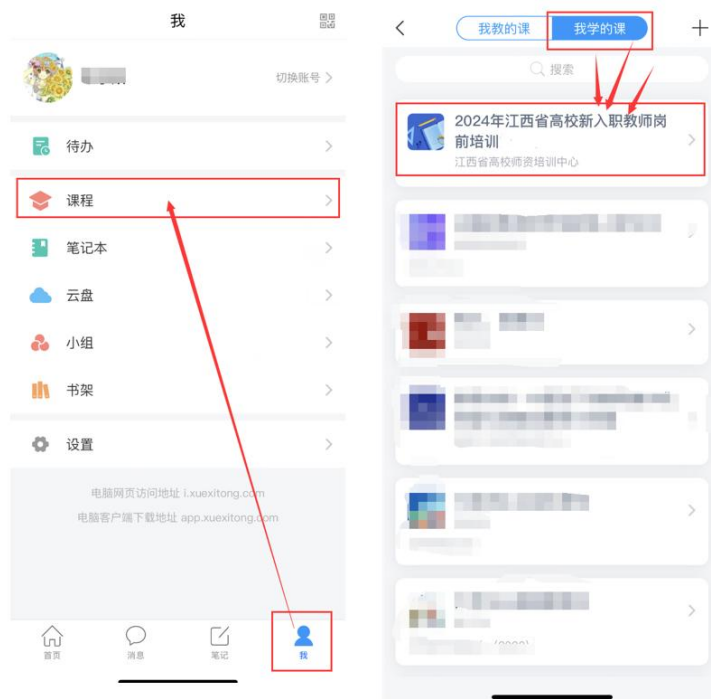 我
切换账号
待办
课程
笔记本
云盘
小组
书架
设置
电脑网页访问地址 i.xuexitong.com
电脑客户端下载地址 app.xuexitong.com
首页
消息
笔记
我
我教的课
我学的课
搜索
2024年江西省高校新入职教师岗
前培训
江西省高校师资培训中心